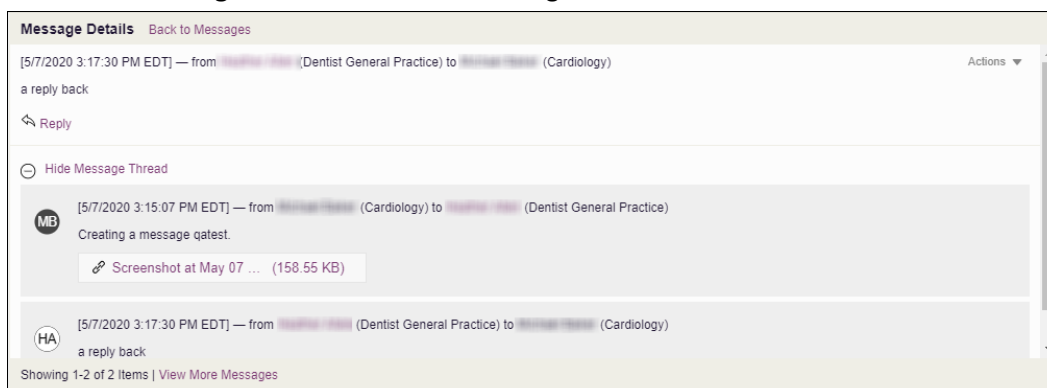 Message Details Back to Messages
[5/7/2020 3:17:30 PM EDT] — from (Dentist General Practice) to (Cardiology) Actions ▼
a reply back
Reply
Hide Message Thread
MB [5/7/2020 3:15:07 PM EDT] — from (Cardiology) to (Dentist General Practice)
Creating a message qatest.
Screenshot at May 07 ... (158.55 KB)
HA [5/7/2020 3:17:30 PM EDT] — from (Dentist General Practice) to (Cardiology)
a reply back
Showing 1-2 of 2 Items | View More Messages